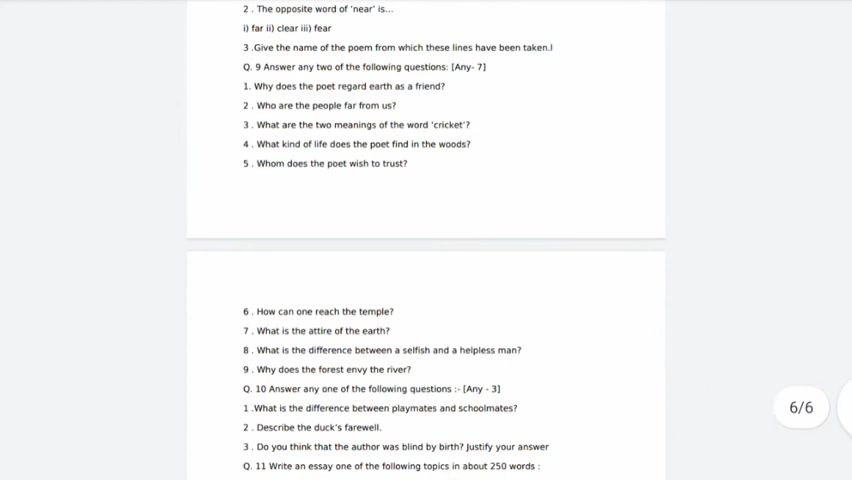 2 . The opposite word of 'near' is...
i) far ii) clear iii) fear
3 .Give the name of the poem from which these lines have been taken.l
Q. 9 Answer any two of the following questions: [Any- 7]
1. Why does the poet regard earth as a friend?
2 . Who are the people far from us?
3 . What are the two meanings of the word 'cricket'?
4 . What kind of life does the poet find in the woods?
5 . Whom does the poet wish to trust?
6 . How can one reach the temple?
7 . What is the attire of the earth?
8 . What is the difference between a selfish and a helpless man?
9 . Why does the forest envy the river?
Q. 10 Answer any one of the following questions :- [Any - 3]
1 .What is the difference between playmates and schoolmates?
2 . Describe the duck's farewell.
3 . Do you think that the author was blind by birth? Justify your answer
Q. 11 Write an essay one of the following topics in about 250 words :
6/6